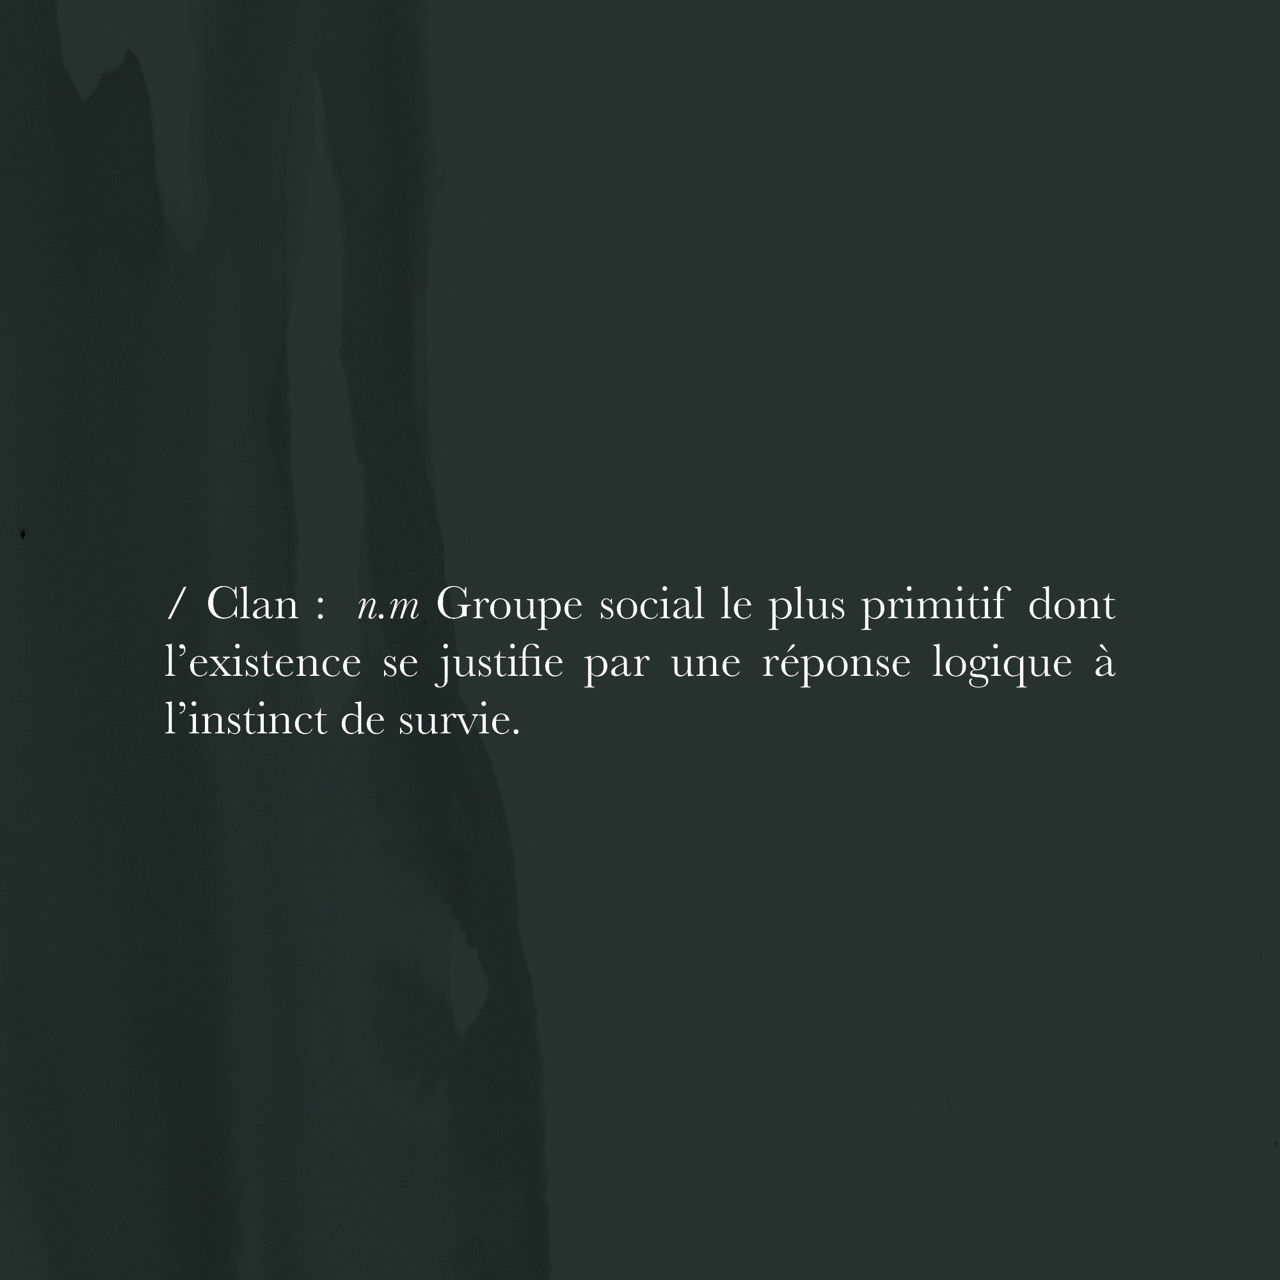 / Clan : n.m Groupe social le plus primitif dont
l’existence se justifie par une réponse logique à
l’instinct de survie.